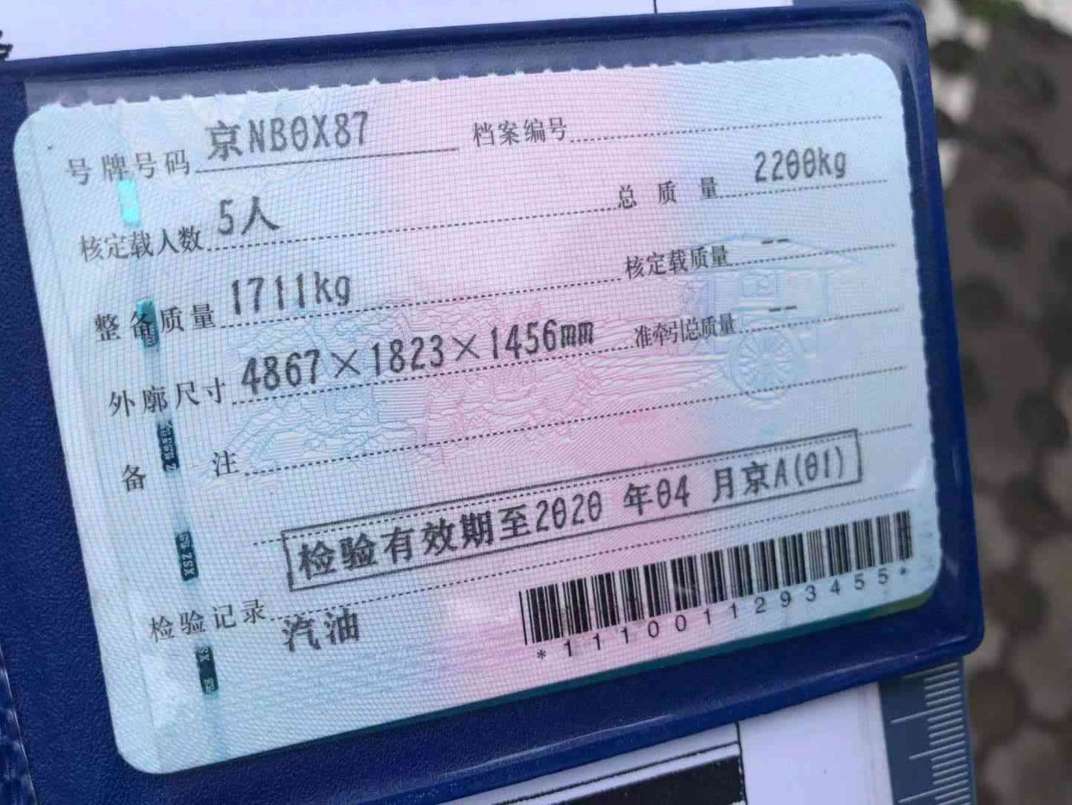 号牌号码 京NB0X87 档案编号
核定载人数 5人 总质量 2200kg
整备质量 1711kg 核定载质量 --
外廓尺寸 4867×1823×1456mm 准牵引总质量 --
备注
检验有效期至2020 年04 月京A(01)
检验记录
汽油
*1110011293455*